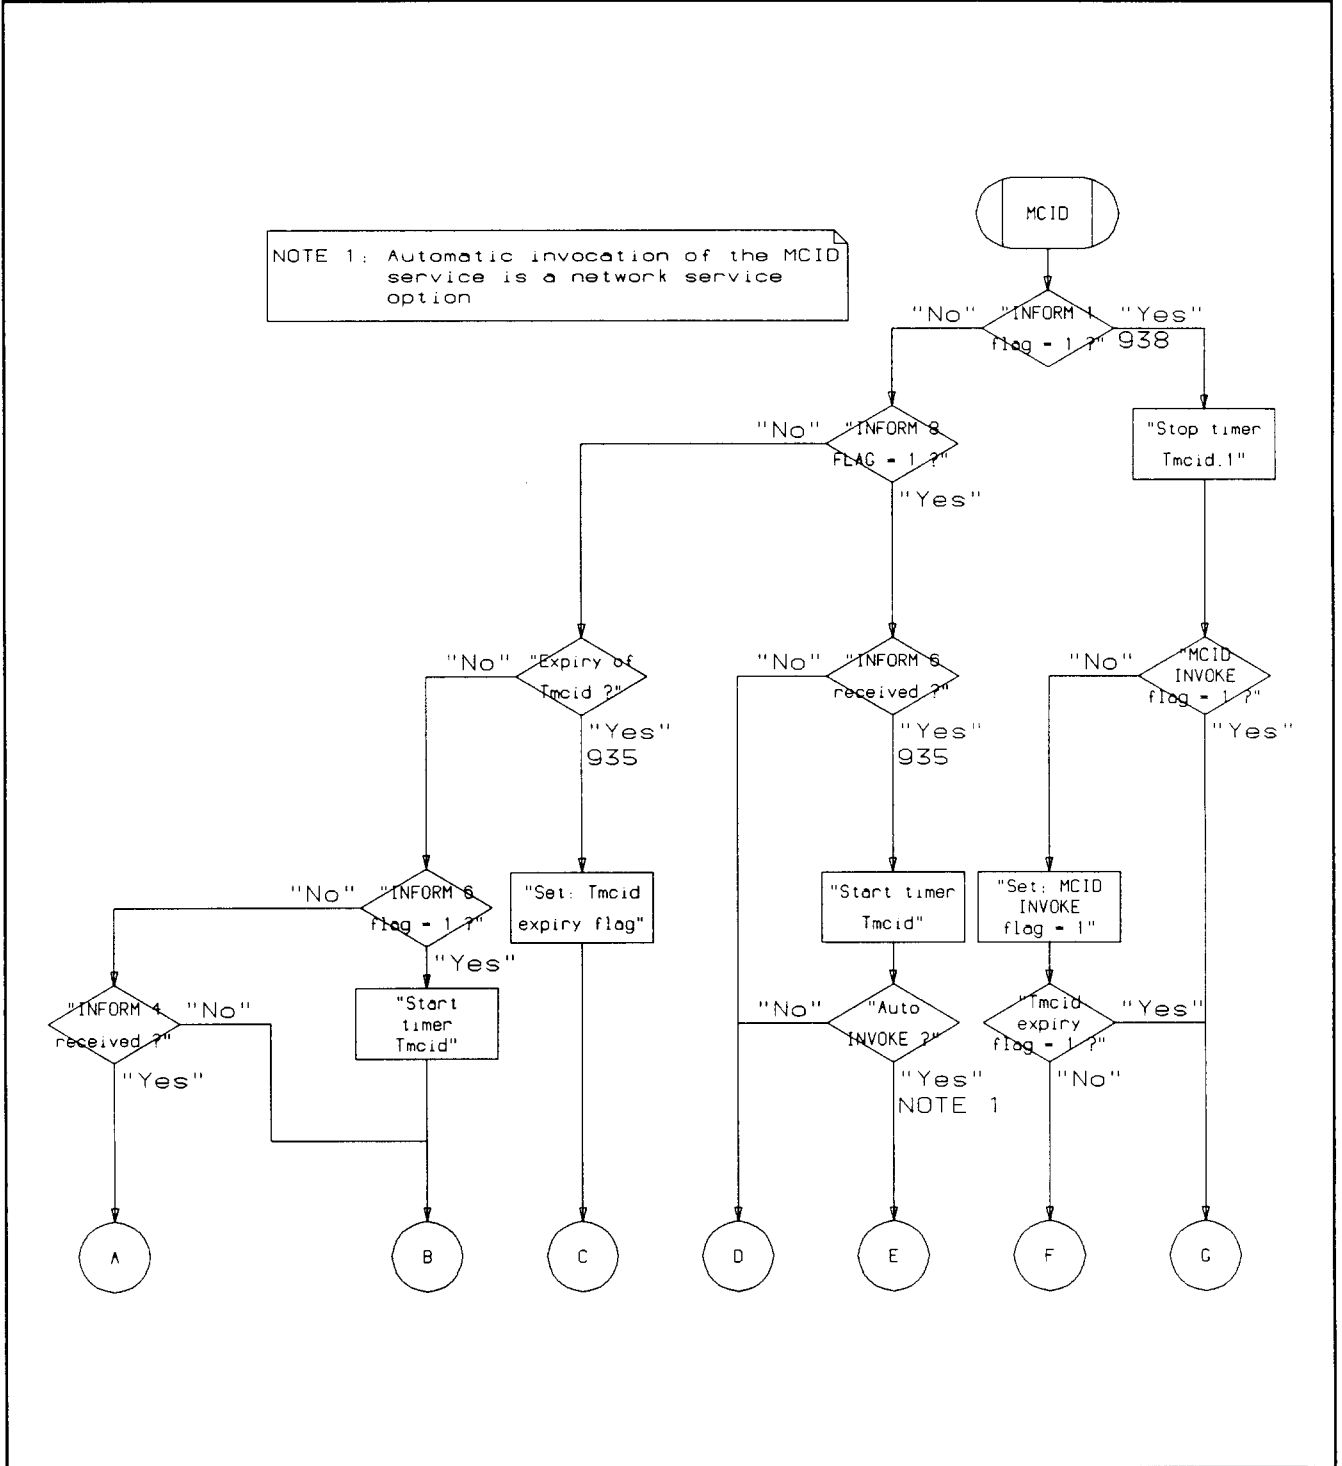 MCID
NOTE 1: Automatic invocation of the MCID
service is a network service
option
"No"
"INFORM 1
flag = 1 ?"
"Yes"
938
"No"
"INFORM 8
FLAG = 1 ?"
"Yes"
"Stop timer
Tmcid.1"
"No"
"Expiry of
Tmcid ?"
"Yes"
935
"No"
"INFORM 6
received ?"
"Yes"
935
"No"
"MCID
INVOKE
flag = 1 ?"
"Yes"
"No"
"INFORM 6
flag = 1 ?"
"Yes"
"Set: Tmcid
expiry flag"
"Start timer
Tmcid"
"Set: MCID
INVOKE
flag = 1"
"INFORM 4
received ?"
"No"
"Yes"
"Start
timer
Tmcid"
"No"
"Auto
INVOKE ?"
"Yes"
NOTE 1
"Tmcid
expiry
flag = 1 ?"
"Yes"
"No"
A
B
C
D
E
F
G